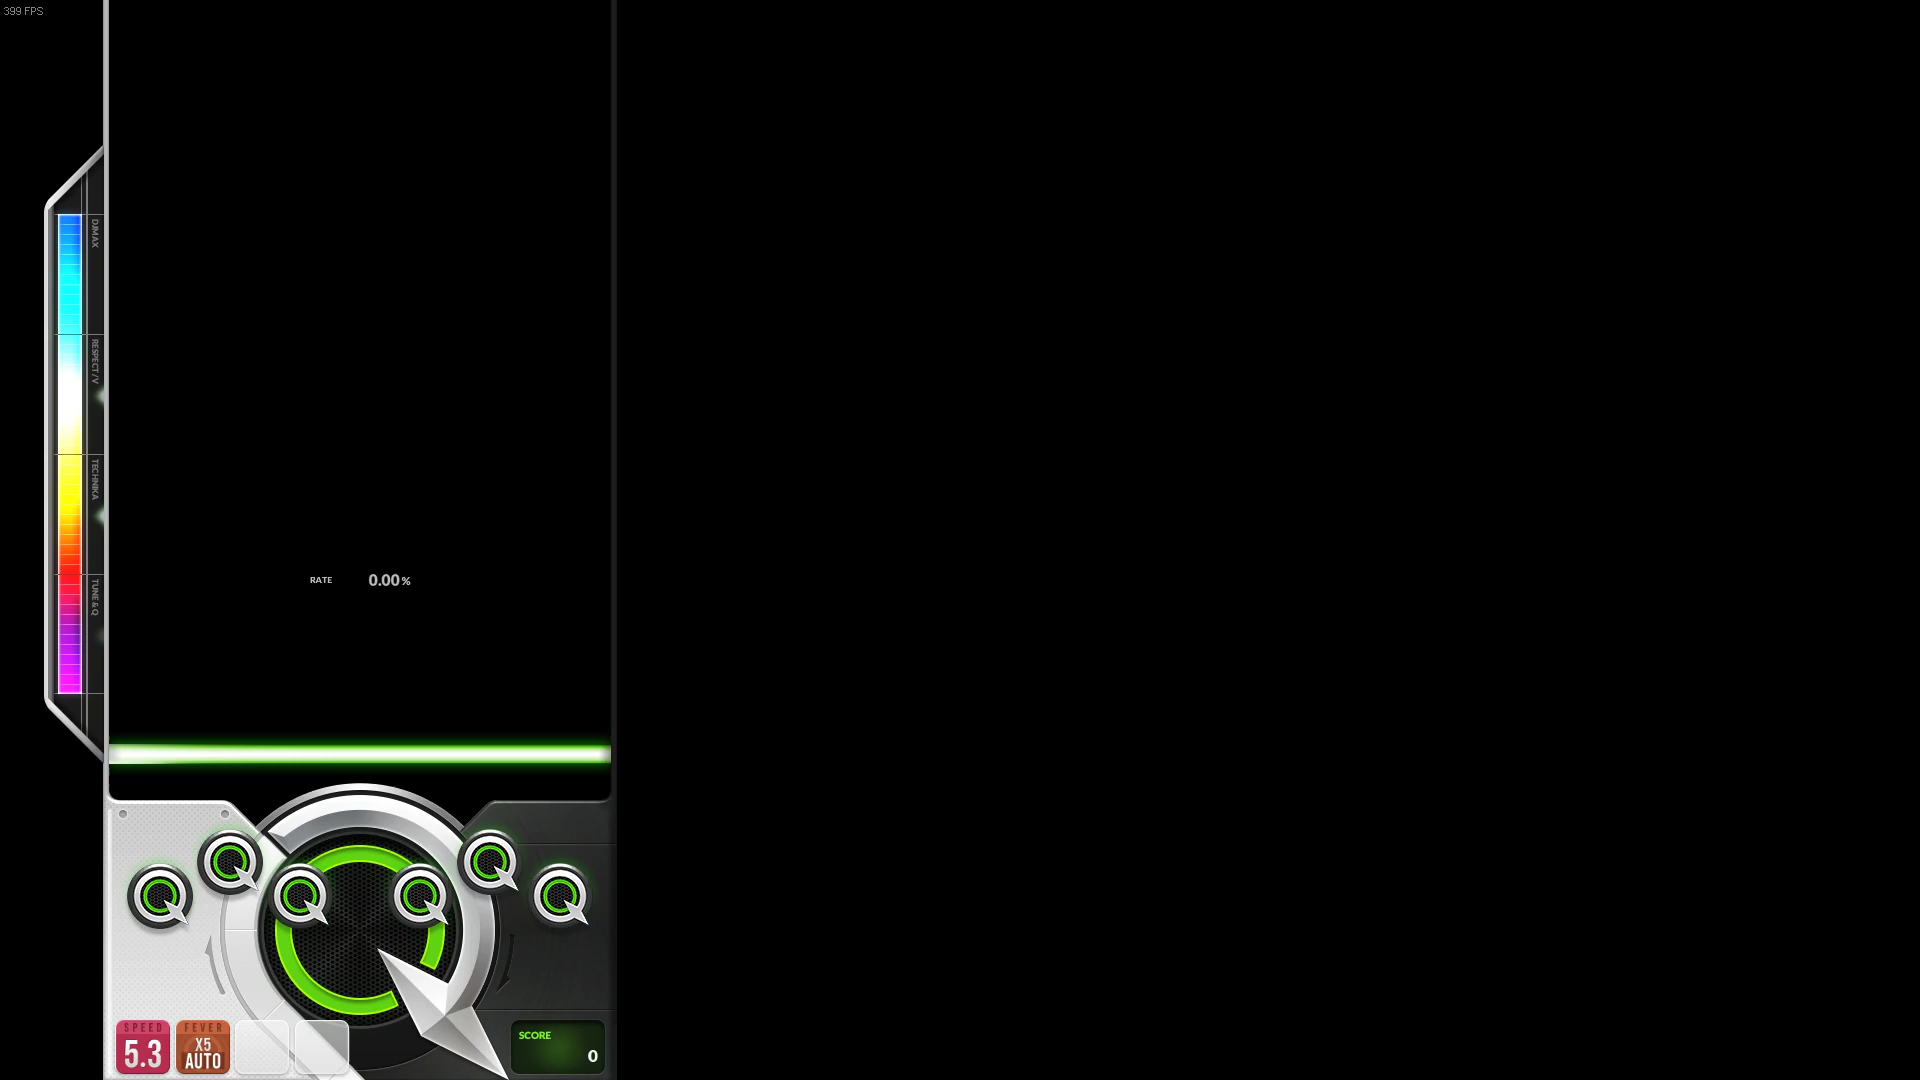 399 FPS
DJMAX
RESPECT/V
TECHNIKA
TUNE & Q
RATE 0.00%
SPEED
5.3
FEVER
X5
AUTO
SCORE
0